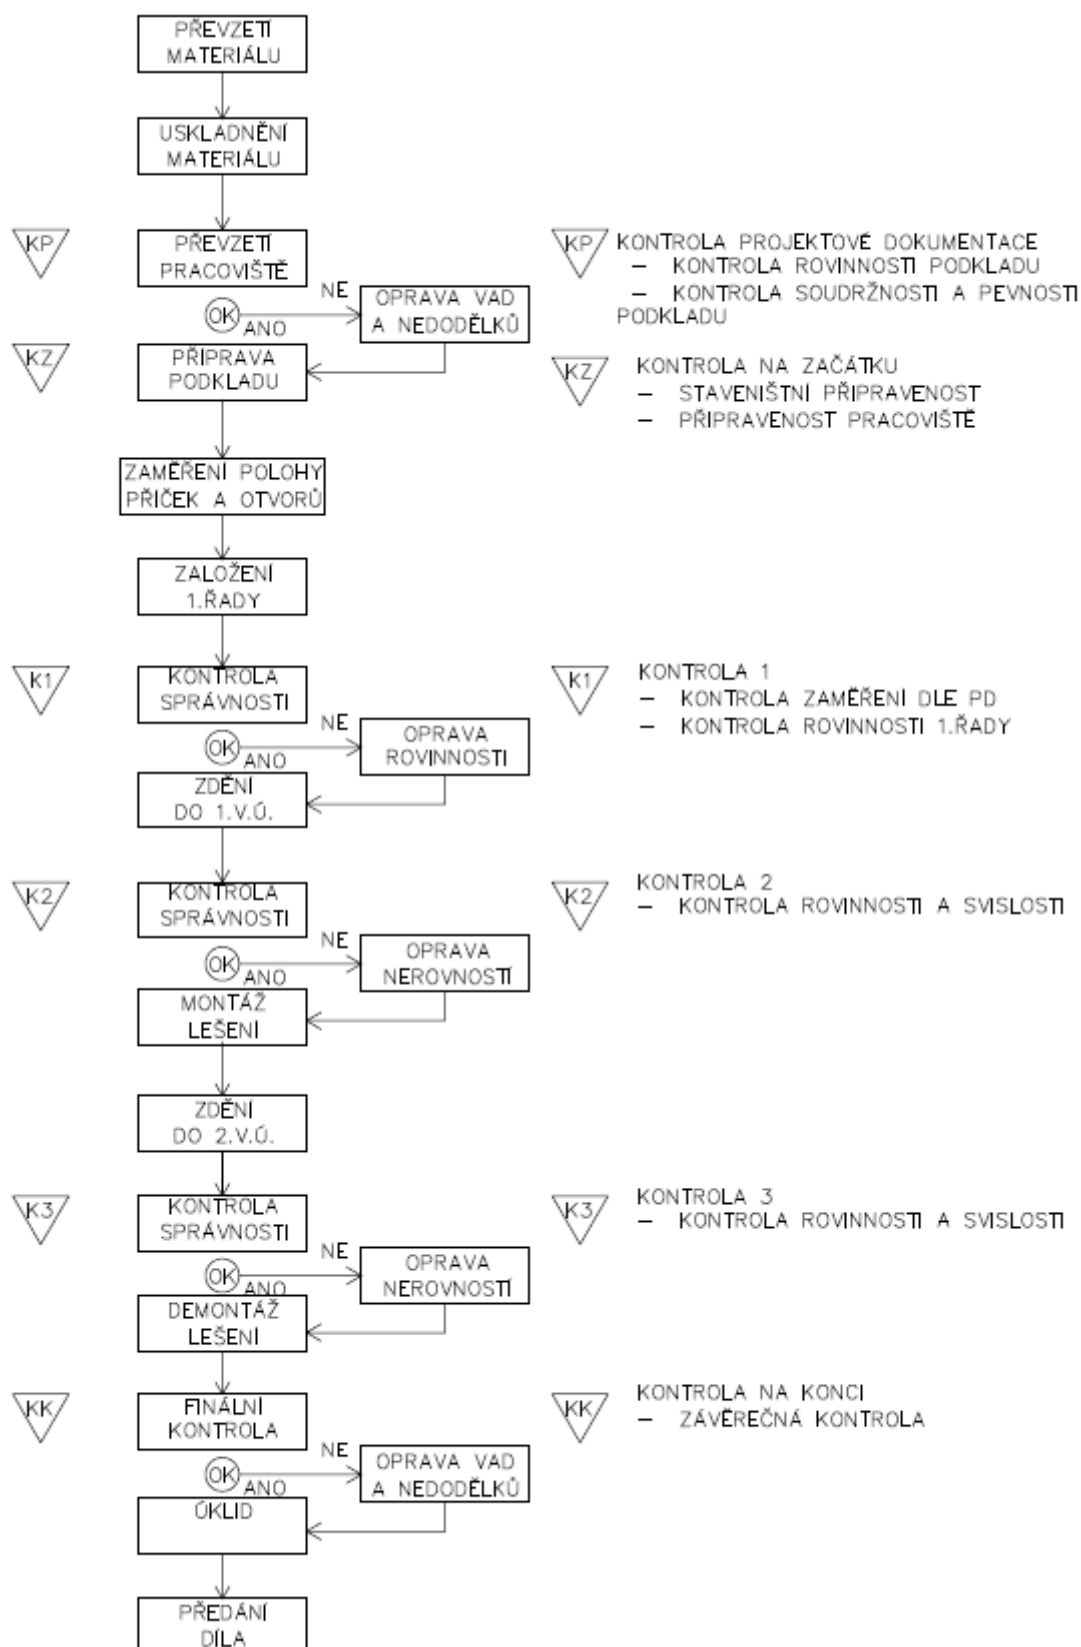 PŘEVZETÍ
MATERIÁLU
USKLADNĚNÍ
MATERIÁLU
KP
PŘEVZETÍ
PRACOVIŠTĚ
KP
KONTROLA PROJEKTOVÉ DOKUMENTACE
– KONTROLA ROVINNOSTI PODKLADU
– KONTROLA SOUDRŽNOSTI A PEVNOSTI
PODKLADU
OK
NE
ANO
OPRAVA VAD
A NEDODĚLKŮ
KZ
PŘÍPRAVA
PODKLADU
KZ
KONTROLA NA ZAČÁTKU
– STAVENIŠTNÍ PŘIPRAVENOST
– PŘIPRAVENOST PRACOVIŠTĚ
ZAMĚŘENÍ POLOHY
PŘÍČEK A OTVORŮ
ZALOŽENÍ
1.ŘADY
K1
KONTROLA
SPRÁVNOSTI
K1
KONTROLA 1
– KONTROLA ZAMĚŘENÍ DLE PD
– KONTROLA ROVINNOSTI 1.ŘADY
OK
NE
ANO
OPRAVA
ROVINNOSTI
ZDĚNÍ
DO 1.V.Ú.
K2
KONTROLA
SPRÁVNOSTI
K2
KONTROLA 2
– KONTROLA ROVINNOSTI A SVISLOSTI
OK
NE
ANO
OPRAVA
NEROVNOSTÍ
MONTÁŽ
LEŠENÍ
ZDĚNÍ
DO 2.V.Ú.
K3
KONTROLA
SPRÁVNOSTI
K3
KONTROLA 3
– KONTROLA ROVINNOSTI A SVISLOSTI
OK
NE
ANO
OPRAVA
NEROVNOSTÍ
DEMONTÁŽ
LEŠENÍ
KK
FINÁLNÍ
KONTROLA
KK
KONTROLA NA KONCI
– ZÁVĚREČNÁ KONTROLA
OK
NE
ANO
OPRAVA VAD
A NEDODĚLKŮ
ÚKLID
PŘEDÁNÍ
DÍLA